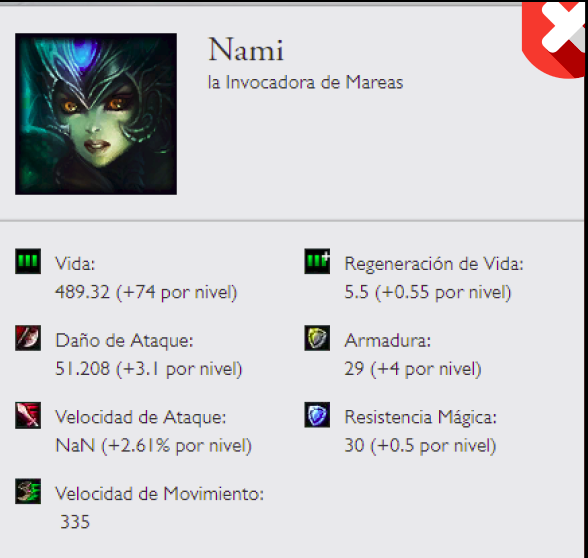 Nami
la Invocadora de Mareas
Vida:
489.32 (+74 por nivel)
Regeneración de Vida:
5.5 (+0.55 por nivel)
Daño de Ataque:
51.208 (+3.1 por nivel)
Armadura:
29 (+4 por nivel)
Velocidad de Ataque:
NaN (+2.61% por nivel)
Resistencia Mágica:
30 (+0.5 por nivel)
Velocidad de Movimiento:
335